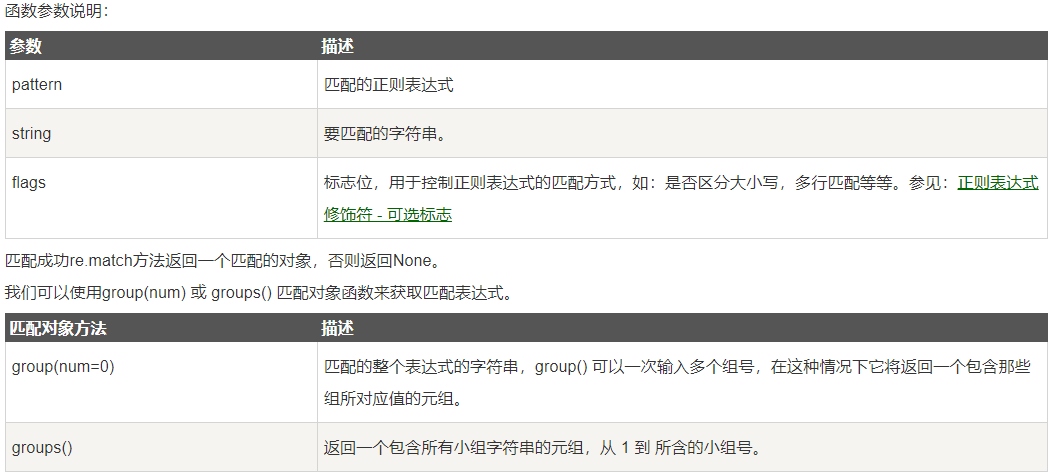 函数参数说明：
参数 描述
pattern 匹配的正则表达式
string 要匹配的字符串。
flags 标志位，用于控制正则表达式的匹配方式，如：是否区分大小写，多行匹配等等。参见：正则表达式
修饰符 - 可选标志
匹配成功re.match方法返回一个匹配的对象，否则返回None。
我们可以使用group(num) 或 groups() 匹配对象函数来获取匹配表达式。
匹配对象方法 描述
group(num=0) 匹配的整个表达式的字符串，group() 可以一次输入多个组号，在这种情况下它将返回一个包含那些
组所对应值的元组。
groups() 返回一个包含所有小组字符串的元组，从 1 到 所含的小组号。